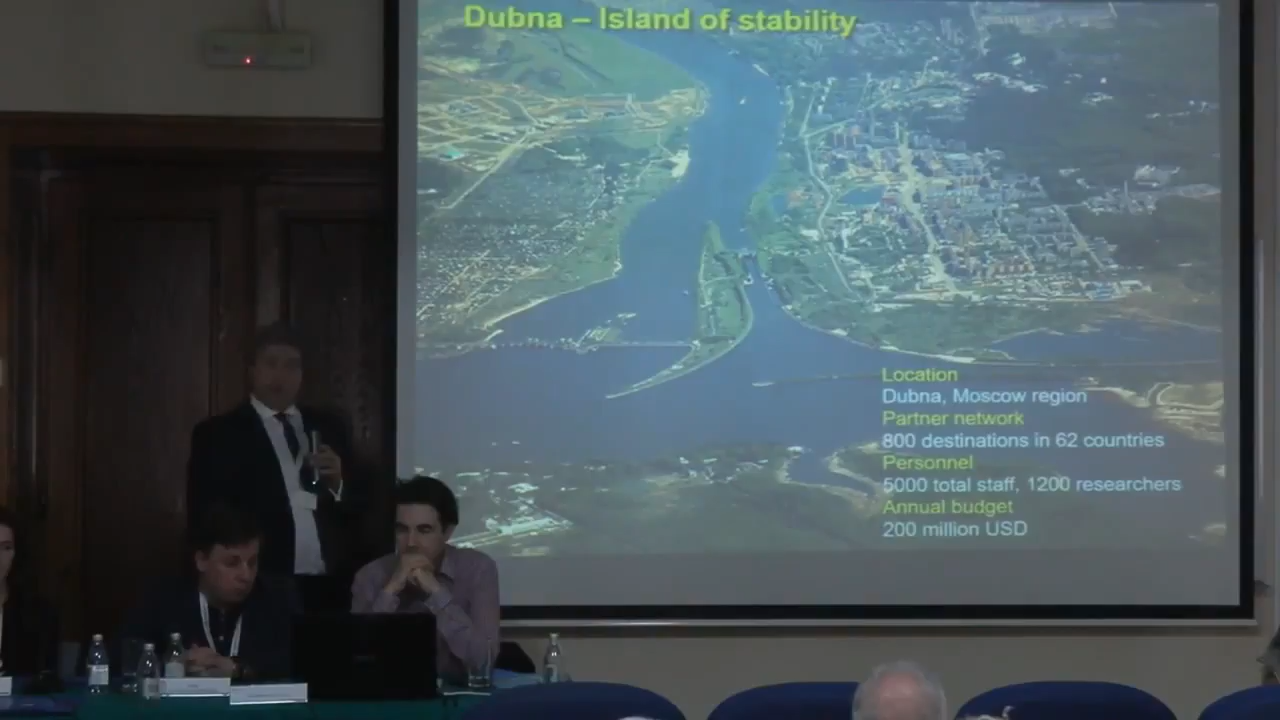 Dubna – Island of stability
Location
Dubna, Moscow region
Partner network
800 destinations in 62 countries
Personnel
5000 total staff, 1200 researchers
Annual budget
200 million USD